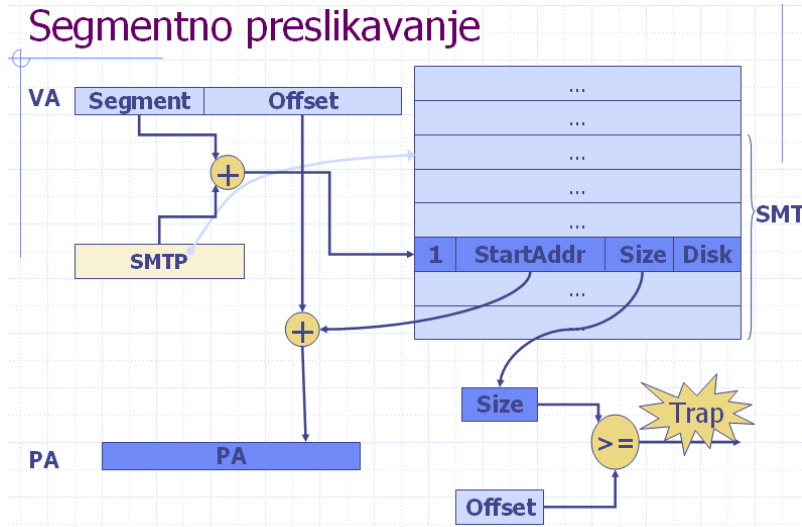 Segmentno preslikavanje
VA
Segment
Offset
...
...
...
...
...
SMT
1
StartAddr
Size
Disk
SMTP
+
...
+
...
Size
Trap
>=
PA
PA
Offset